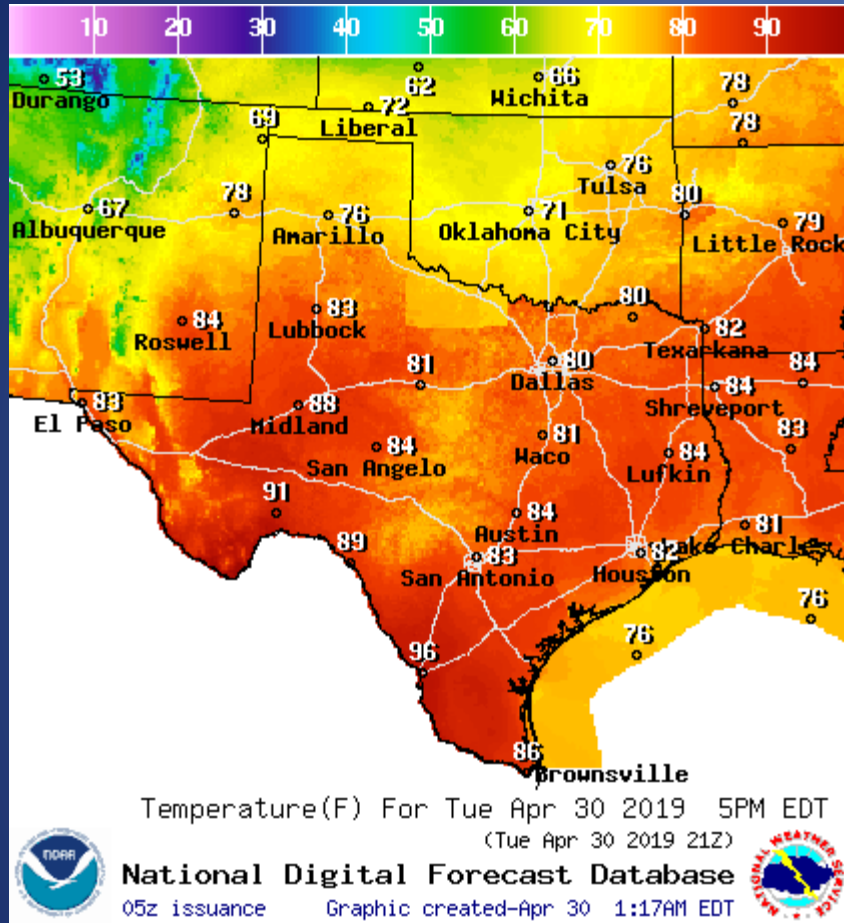 10 20 30 40 50 60 70 80 90
53
Durango
62
66
Wichita
78
72
Liberal
69
78
76
Tulsa
67
Albuquerque
78
76
Amarillo
71
Oklahoma City
80
79
Little Rock
84
Roswell
83
Lubbock
80
82
Texarkana
81
80
Dallas
84
Shreveport
84
83
El Paso
88
Midland
84
San Angelo
81
Waco
84
Lufkin
83
91
84
Austin
81
Lake Charles
89
83
San Antonio
82
Houston
76
76
96
86
Brownsville
Temperature(F) For Tue Apr 30 2019 5PM EDT
(Tue Apr 30 2019 21Z)
NOAA
National Digital Forecast Database
05z issuance Graphic created-Apr 30 1:17AM EDT
NATIONAL WEATHER SERVICE